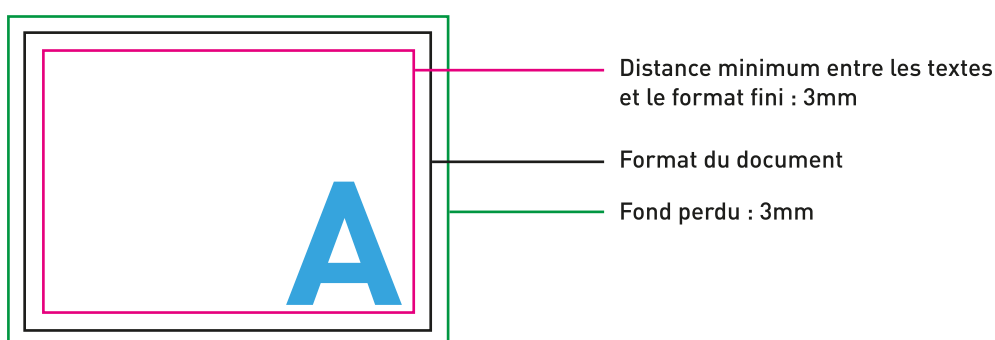 Distance minimum entre les textes
et le format fini : 3mm
Format du document
Fond perdu : 3mm
A